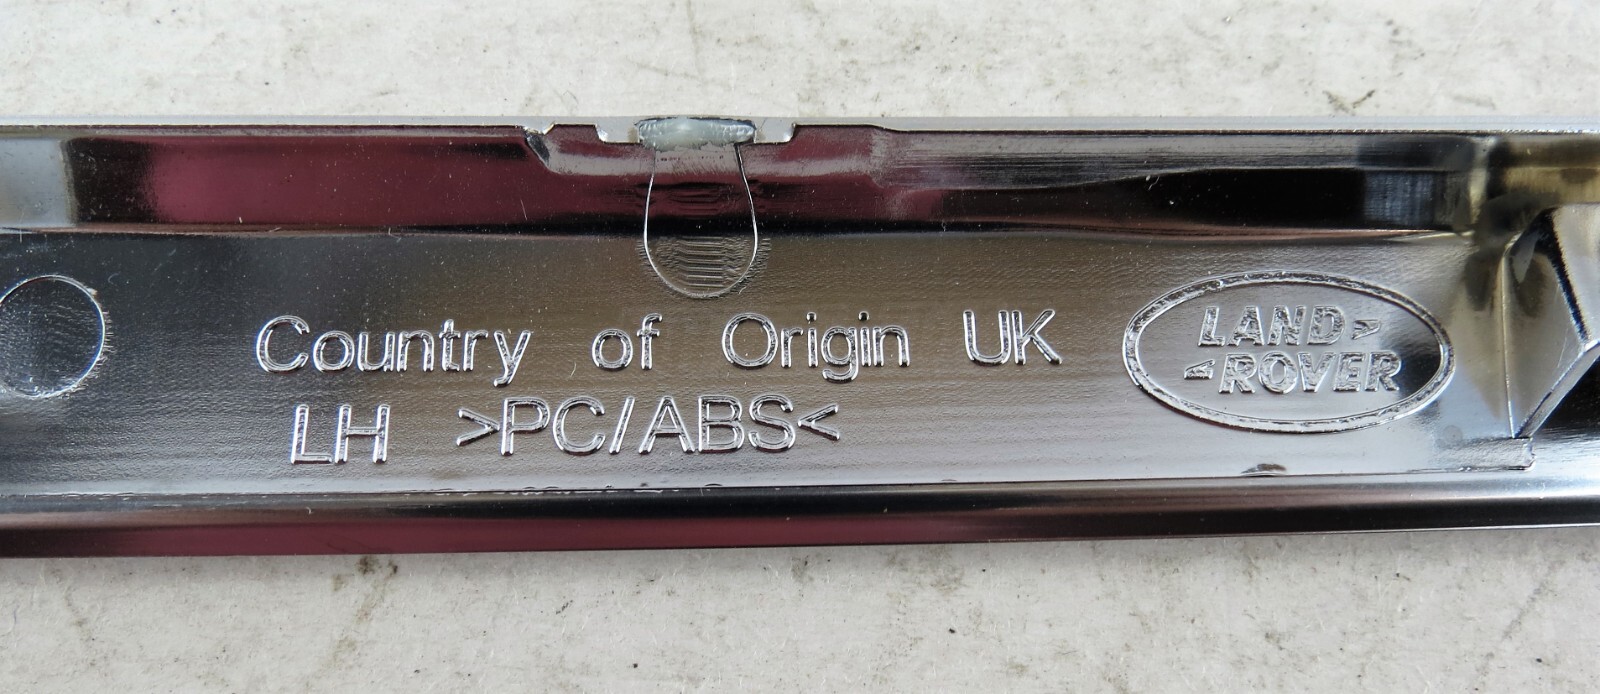 Country of Origin UK
LH >PC/ABS<
LAND
ROVER